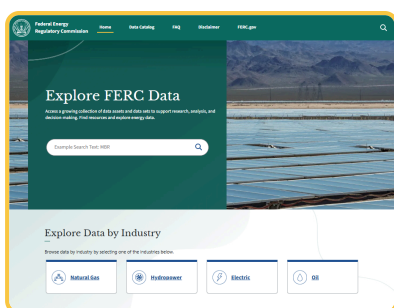 Federal Energy
Regulatory Commission
Home Data Catalog FAQ Disclaimer FERC.gov
Explore FERC Data
Access a growing collection of data assets and data sets to support research, analysis, and
decision making. Find resources and explore energy data.
Example Search Text: MBR
Explore Data by Industry
Browse data by industry by selecting one of the industries below.
Natural Gas Hydropower Electric Oil